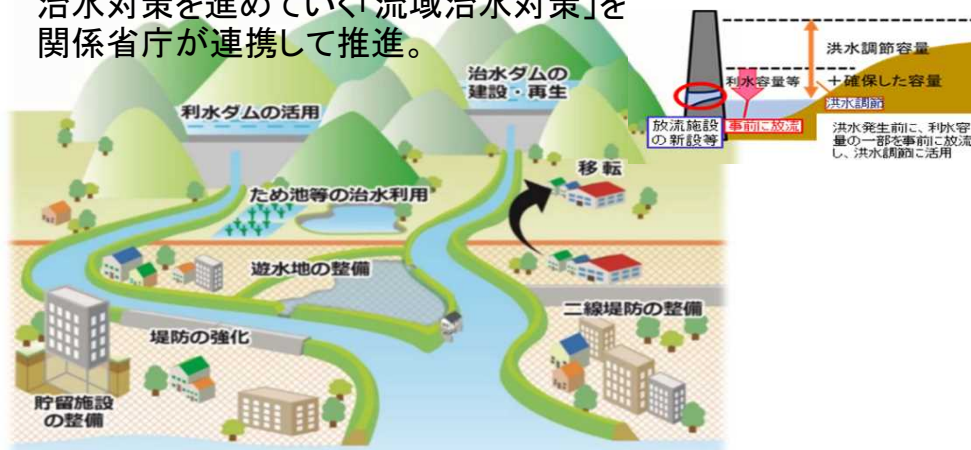 治水対策を進めていく「流域治水対策」を
関係省庁が連携して推進。
治水ダムの
建設・再生
利水ダムの活用
ため池等の治水利用
移転
遊水地の整備
二線堤防の整備
堤防の強化
貯留施設
の整備
洪水調節容量
利水容量等
＋確保した容量
洪水調節
放流施設
の新設等
事前に放流
洪水発生前に、利水容
量の一部を事前に放流
し、洪水調節に活用